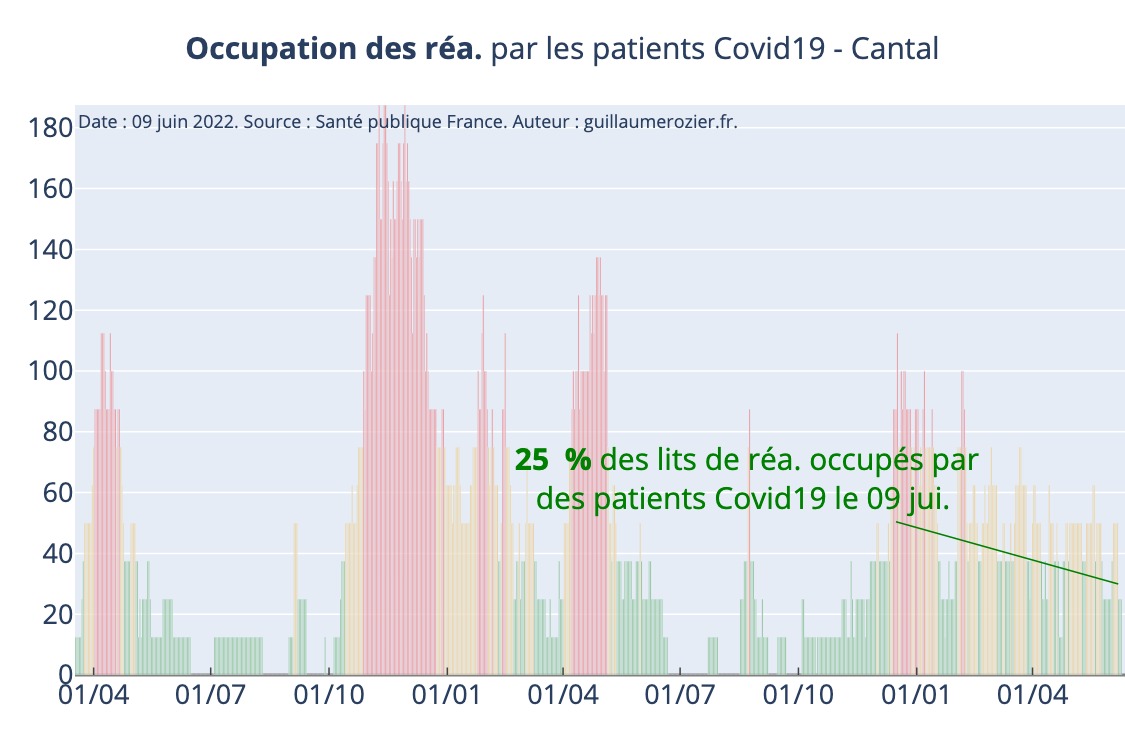 Occupation des réa. par les patients Covid19 - Cantal
Date : 09 juin 2022. Source : Santé publique France. Auteur : guillaumerozier.fr.
180
160
140
120
100
80
60
40
20
0
25 % des lits de réa. occupés par
des patients Covid19 le 09 jui.
01/04 01/07 01/10 01/01 01/04 01/07 01/10 01/01 01/04